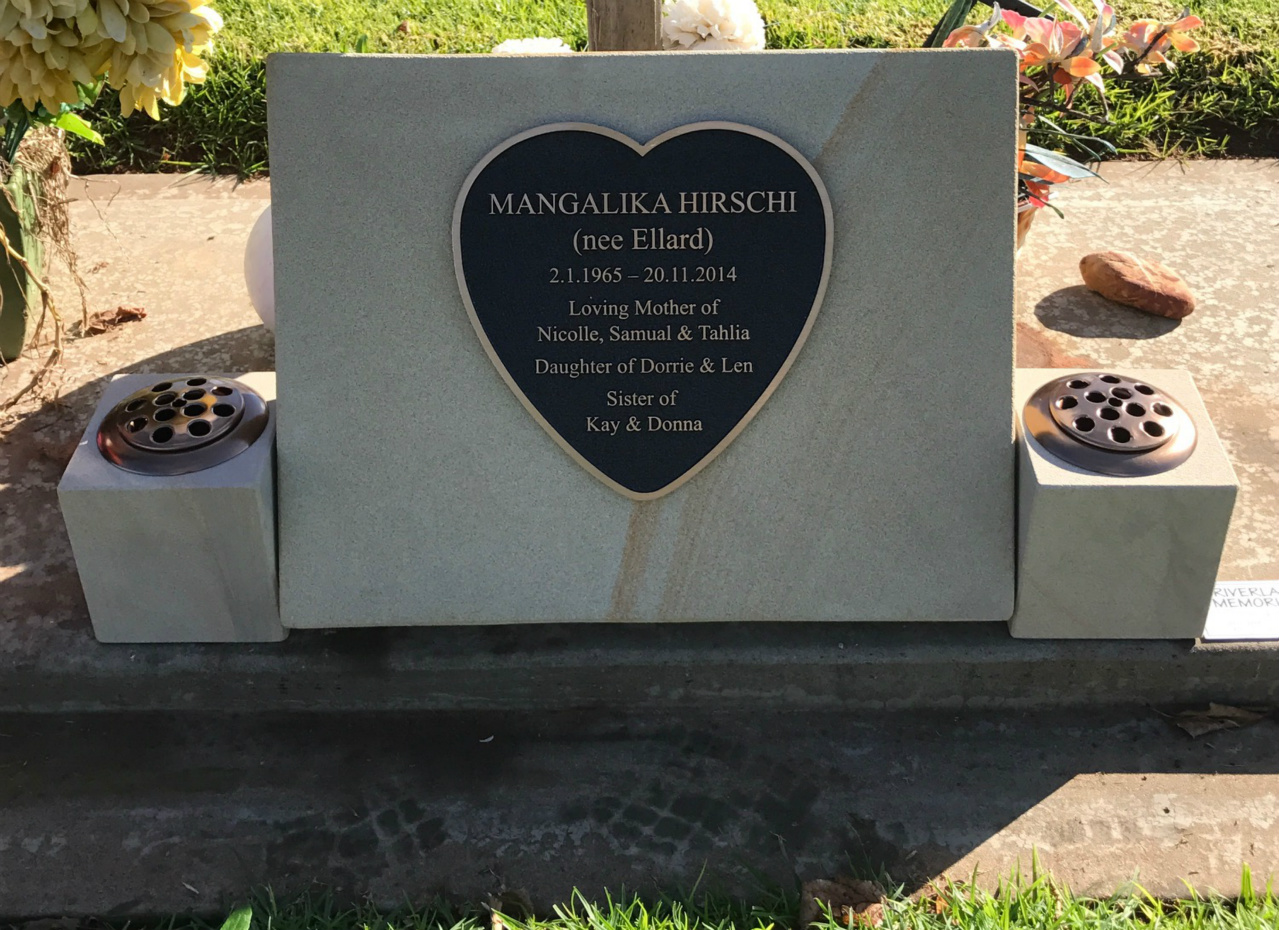 MANGALIKA HIRSCHI
(nee Ellard)
2.1.1965 – 20.11.2014
Loving Mother of
Nicolle, Samual & Tahlia
Daughter of Dorrie & Len
Sister of
Kay & Donna